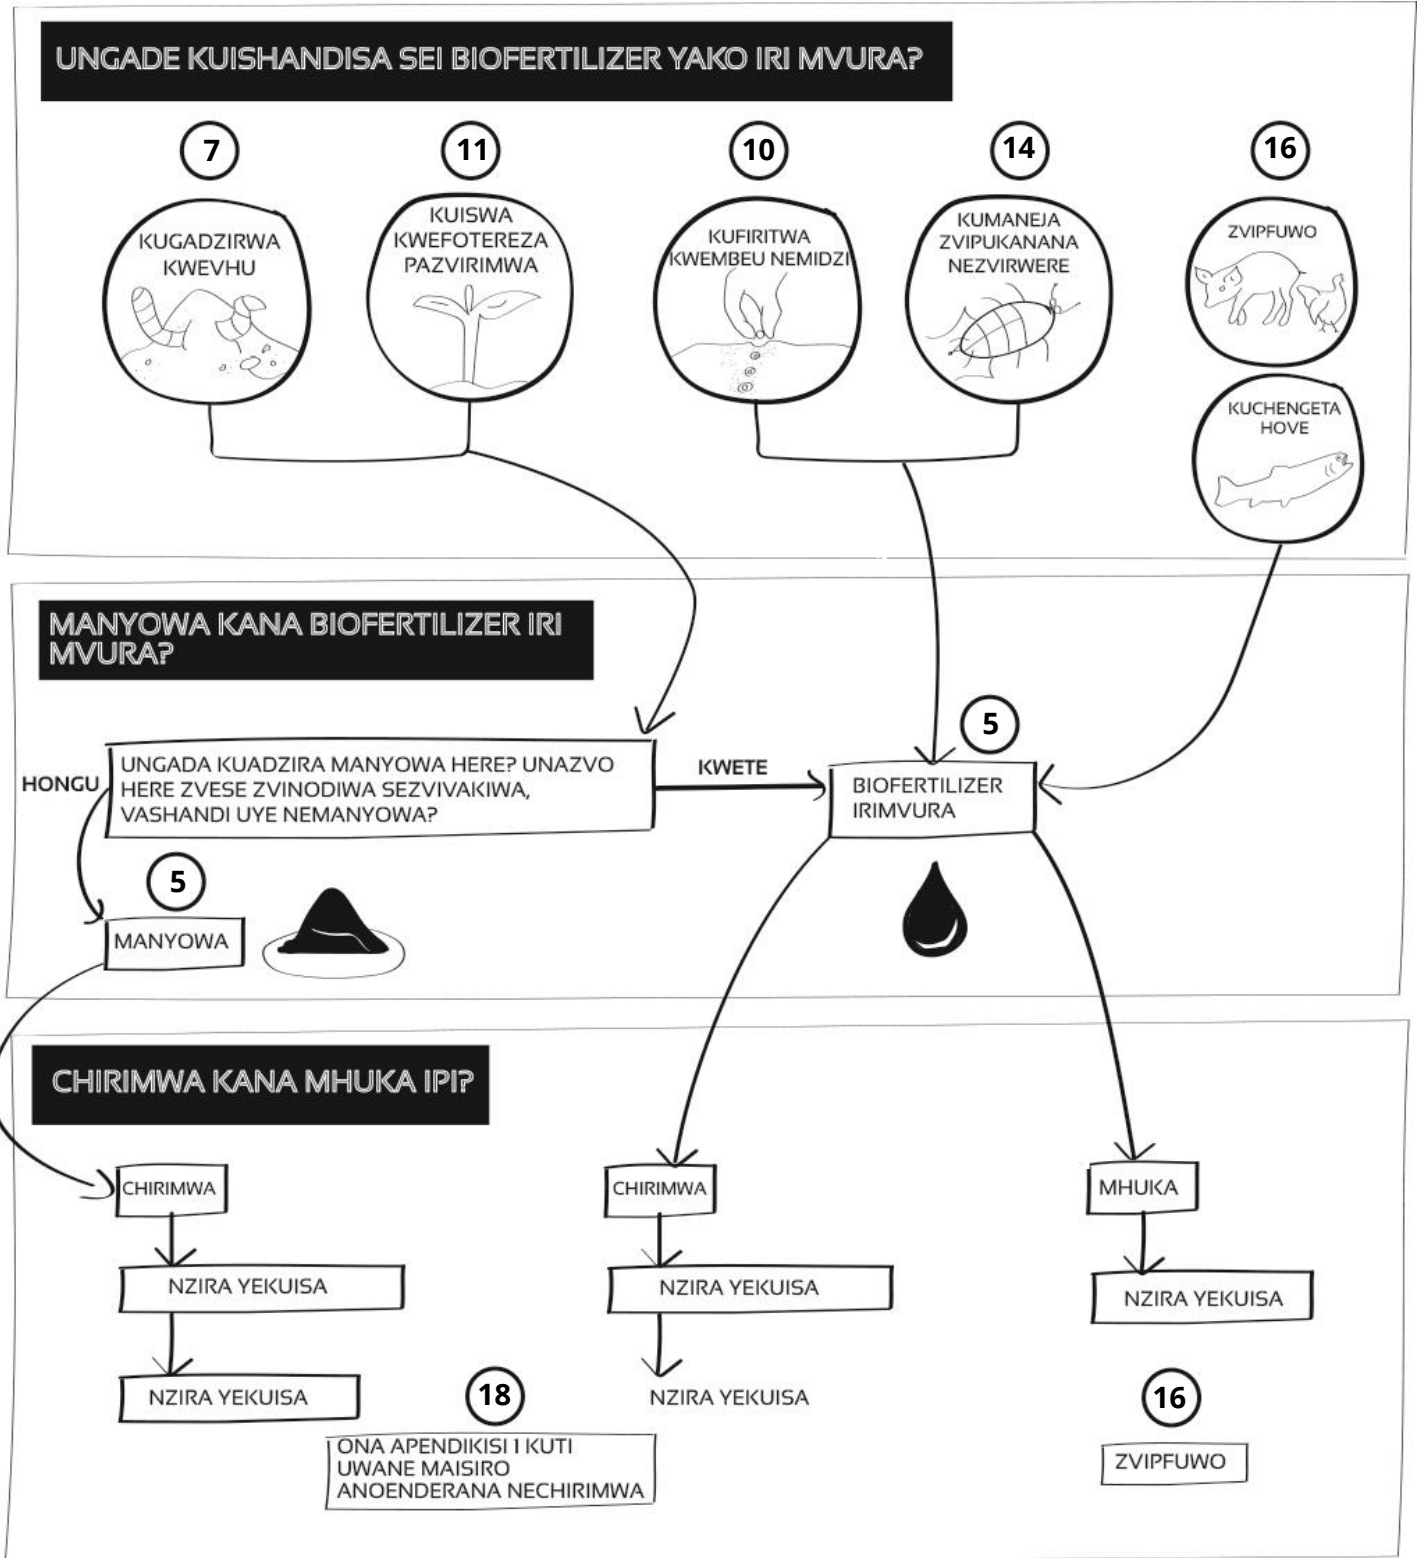 UNGADE KUISHANDISA SEI BIOFERTILIZER YAKO IRI MVURA?
7
11
10
14
16
KUGADZIRWA
KWEVHU
KUISWA
KWEFOTEREZA
PAZVIRIMWA
KUFIRITWA
KWEMBEU NEMIDZI
KUMANEJA
ZVIPUKANANA
NEZVIRWERE
ZVIPFUWO
KUCHENGETA
HOVE
MANYOWA KANA BIOFERTILIZER IRI
MVURA?
HONGU
UNGADA KUADZIRA MANYOWA HERE? UNAZVO
HERE ZVESE ZVINODIWA SEZVIVAKIWA,
VASHANDI UYE NEMANYOWA?
KWETE
5
BIOFERTILIZER
IRIMVURA
5
MANYOWA
CHIRIMWA KANA MHUKA IPI?
CHIRIMWA
NZIRA YEKUISA
NZIRA YEKUISA
CHIRIMWA
NZIRA YEKUISA
NZIRA YEKUISA
18
ONA APENDIKISI 1 KUTI
UWANE MAISIRO
ANOENDERANA NECHIRIMWA
MHUKA
NZIRA YEKUISA
16
ZVIPFUWO